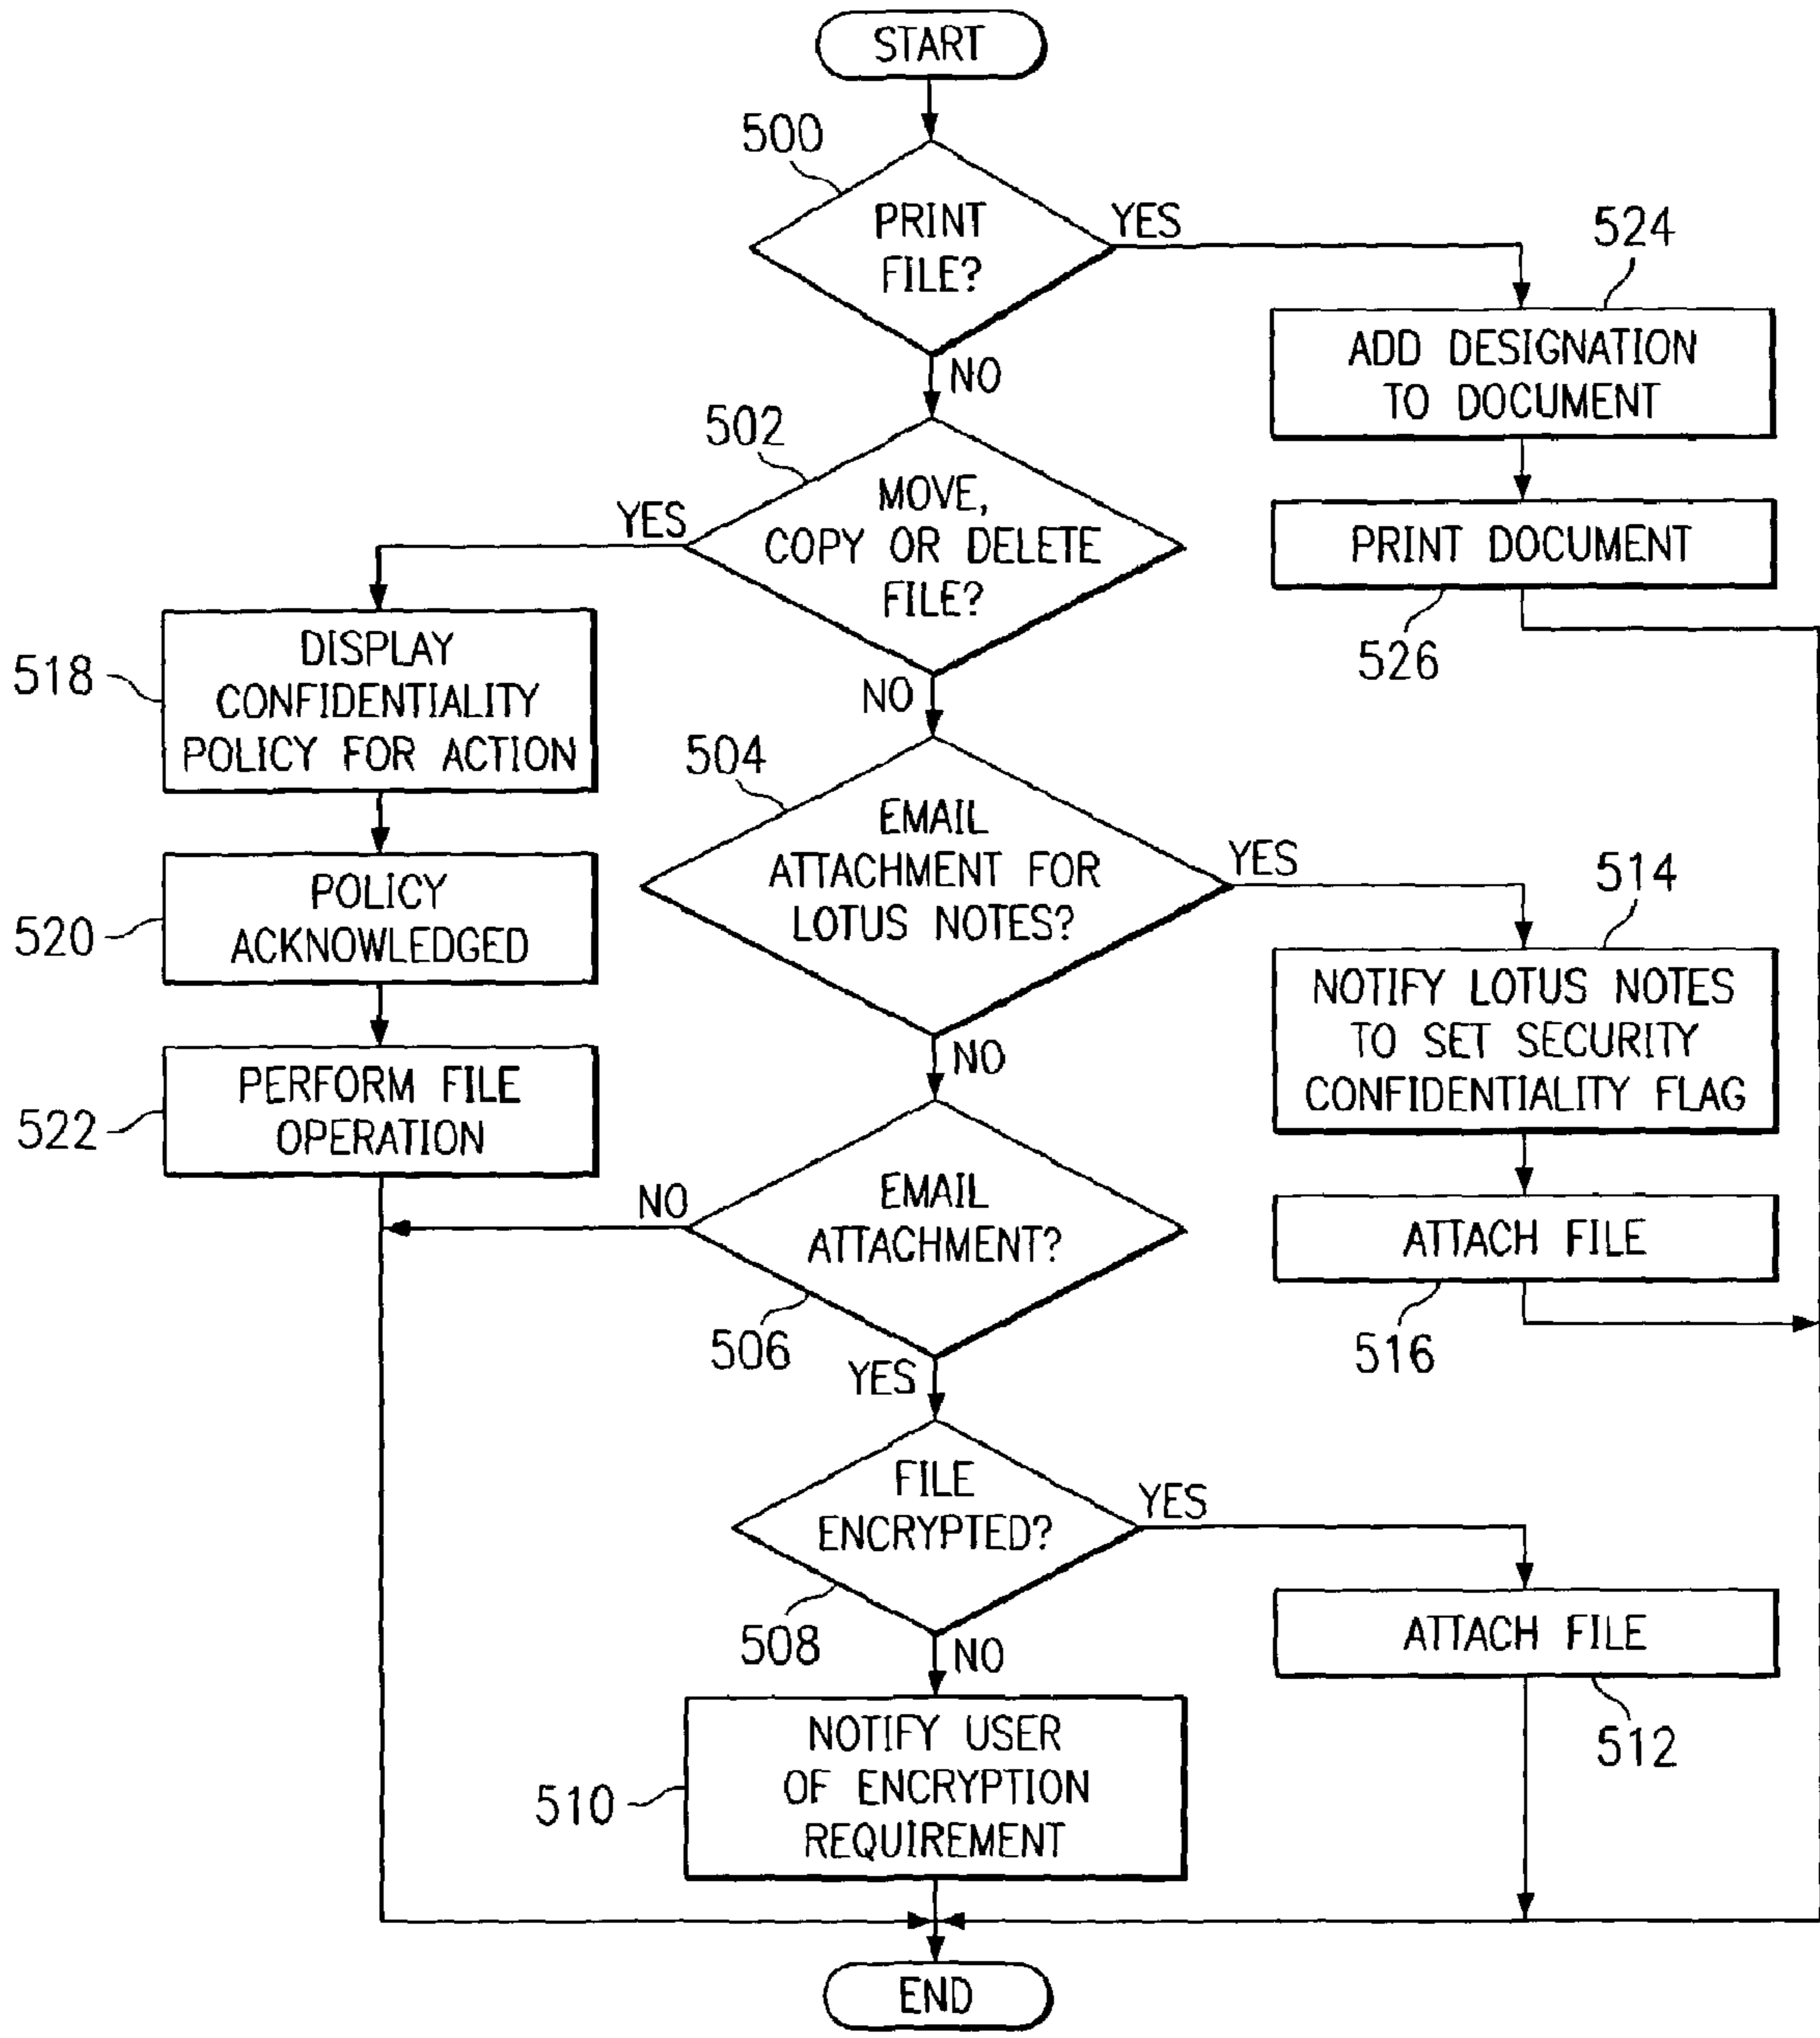 START
500
PRINT
FILE?
YES
NO
524
ADD DESIGNATION
TO DOCUMENT
PRINT DOCUMENT
526
502
MOVE,
COPY OR DELETE
FILE?
YES
NO
518
DISPLAY
CONFIDENTIALITY
POLICY FOR ACTION
520
POLICY
ACKNOWLEDGED
522
PERFORM FILE
OPERATION
504
EMAIL
ATTACHMENT FOR
LOTUS NOTES?
YES
NO
514
NOTIFY LOTUS NOTES
TO SET SECURITY
CONFIDENTIALITY FLAG
ATTACH FILE
516
EMAIL
ATTACHMENT?
NO
506
YES
FILE
ENCRYPTED?
YES
508
NO
ATTACH FILE
512
510
NOTIFY USER
OF ENCRYPTION
REQUIREMENT
END